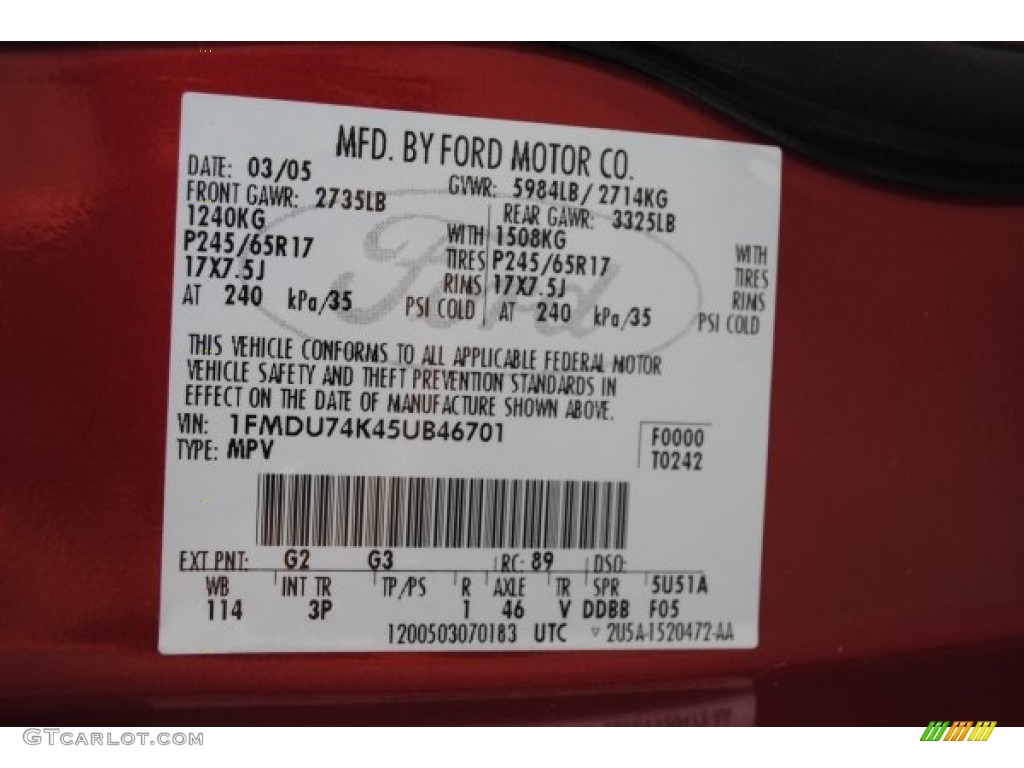 MFD. BY FORD MOTOR CO.
DATE: 03/05 GVWR: 5984LB/ 2714KG
FRONT GAWR: 2735LB REAR GAWR: 3325LB
1240KG WITH 1508KG WITH
P245/65R17 TIRES P245/65R17 TIRES
17X7.5J RIMS 17X7.5J RIMS
AT 240 kPa/35 PSI COLD AT 240 kPa/35 PSI COLD
Ford
THIS VEHICLE CONFORMS TO ALL APPLICABLE FEDERAL MOTOR
VEHICLE SAFETY AND THEFT PREVENTION STANDARDS IN
EFFECT ON THE DATE OF MANUFACTURE SHOWN ABOVE.
VIN: 1FMDU74K45UB46701 F0000
TYPE: MPV T0242
EXT PNT: G2 G3 RC: 89 DSO:
WB INT TR TP/PS R AXLE TR SPR 5U51A
114 3P 1 46 V DDBB F05
1200503070183 UTC ▽ 2U5A-1520472-AA
GTCarlot.com